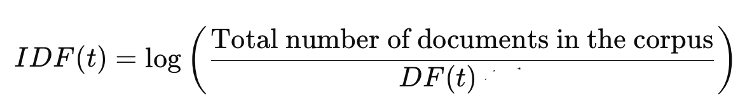 IDF(t) = log ( Total number of documents in the corpus / DF(t) )